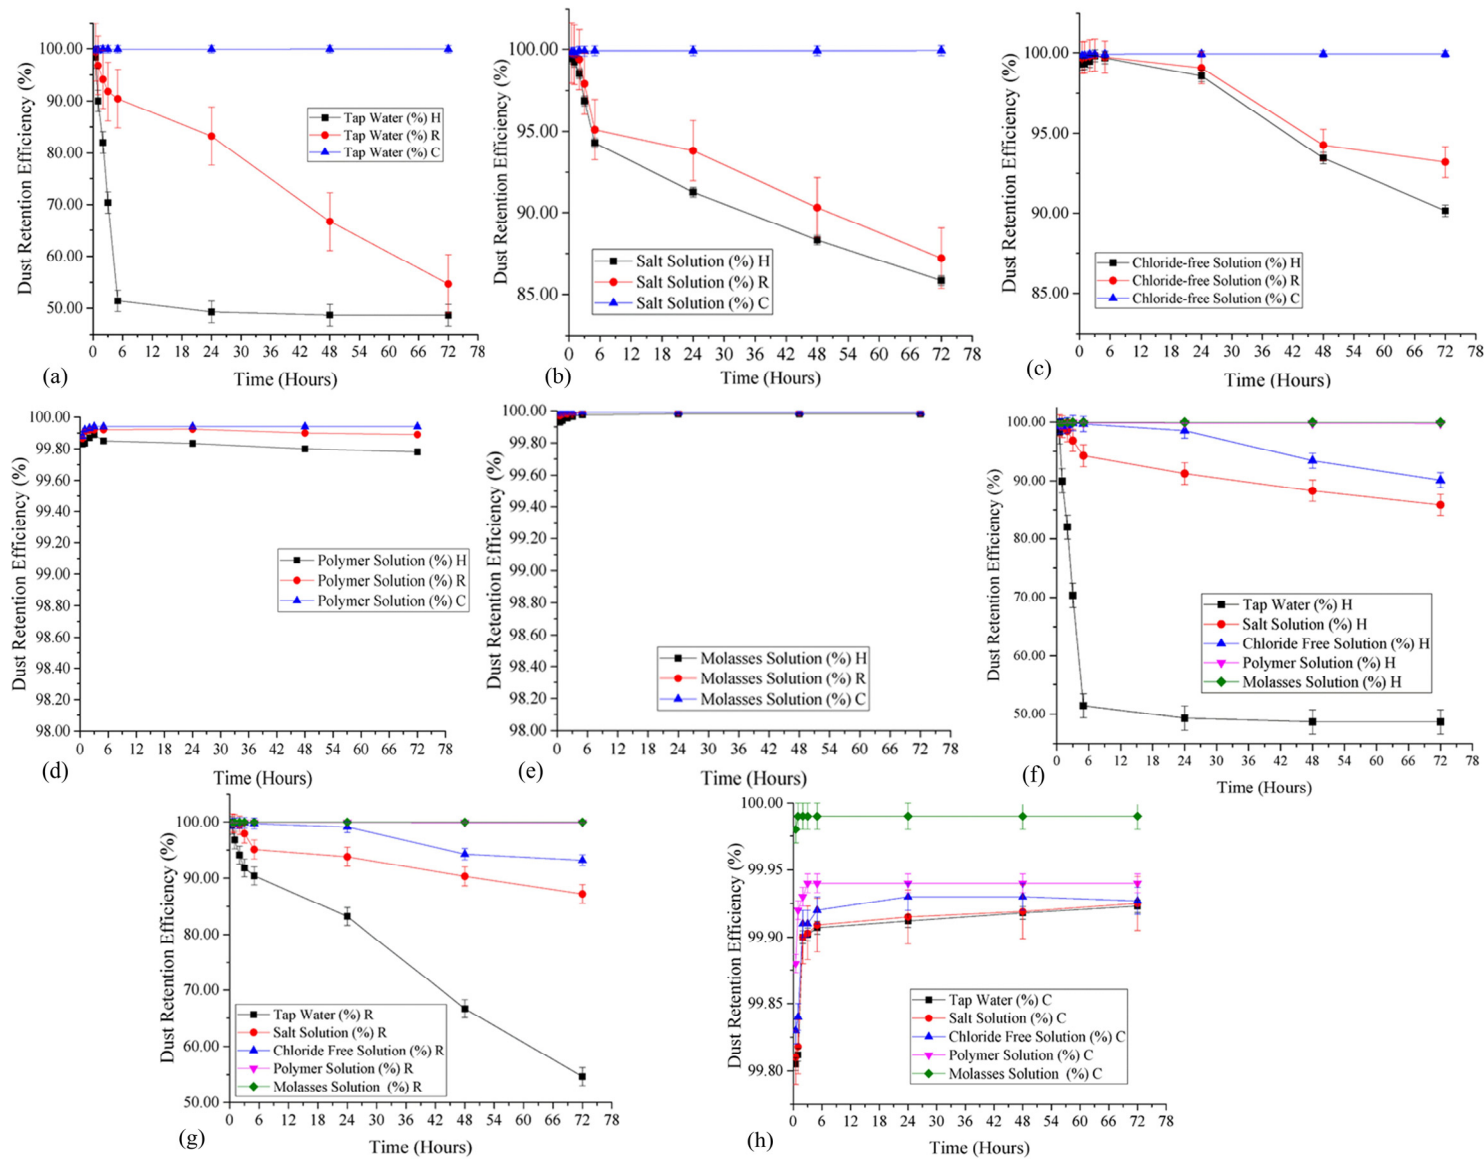 Dust Retention Efficiency (%)
100.00
90.00
80.00
70.00
60.00
50.00
Tap Water (%) H
Tap Water (%) R
Tap Water (%) C
0 6 12 18 24 30 36 42 48 54 60 66 72 78
(a)
Time (Hours)
Dust Retention Efficiency (%)
100.00
95.00
90.00
85.00
Salt Solution (%) H
Salt Solution (%) R
Salt Solution (%) C
0 6 12 18 24 30 36 42 48 54 60 66 72 78
(b)
Time (Hours)
Dust Retention Efficiency (%)
100.00
95.00
90.00
85.00
Chloride-free Solution (%) H
Chloride-free Solution (%) R
Chloride-free Solution (%) C
0 6 12 18 24 30 36 42 48 54 60 66 72 78
(c)
Time (Hours)
Dust Retention Efficiency (%)
100.00
99.80
99.60
99.40
99.20
99.00
98.80
98.60
98.40
98.20
98.00
Polymer Solution (%) H
Polymer Solution (%) R
Polymer Solution (%) C
0 6 12 18 24 30 36 42 48 54 60 66 72 78
(d)
Time (Hours)
Dust Retention Efficiency (%)
100.00
99.80
99.60
99.40
99.20
99.00
98.80
98.60
98.40
98.20
98.00
Molasses Solution (%) H
Molasses Solution (%) R
Molasses Solution (%) C
0 6 12 18 24 30 36 42 48 54 60 66 72 78
(e)
Time (Hours)
Dust Retention Efficiency (%)
100.00
90.00
80.00
70.00
60.00
50.00
Tap Water (%) H
Salt Solution (%) H
Chloride Free Solution (%) H
Polymer Solution (%) H
Molasses Solution (%) H
0 6 12 18 24 30 36 42 48 54 60 66 72 78
(f)
Time (Hours)
Dust Retention Efficiency (%)
100.00
90.00
80.00
70.00
60.00
50.00
Tap Water (%) R
Salt Solution (%) R
Chloride Free Solution (%) R
Polymer Solution (%) R
Molasses Solution (%) R
0 6 12 18 24 30 36 42 48 54 60 66 72 78
(g)
Time (Hours)
Dust Retention Efficiency (%)
100.00
99.95
99.90
99.85
99.80
Tap Water (%) C
Salt Solution (%) C
Chloride Free Solution (%) C
Polymer Solution (%) C
Molasses Solution (%) C
0 6 12 18 24 30 36 42 48 54 60 66 72 78
(h)
Time (Hours)